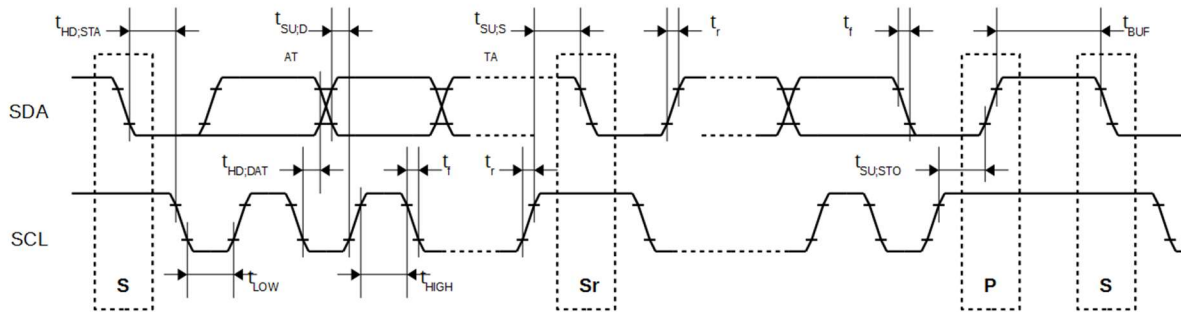 tHD;STA
tSU;D
AT
tSU;S
TA
tr
tf
tBUF
SDA
tHD;DAT
tf
tr
tSU;STO
SCL
S
tLOW
tHIGH
Sr
P
S